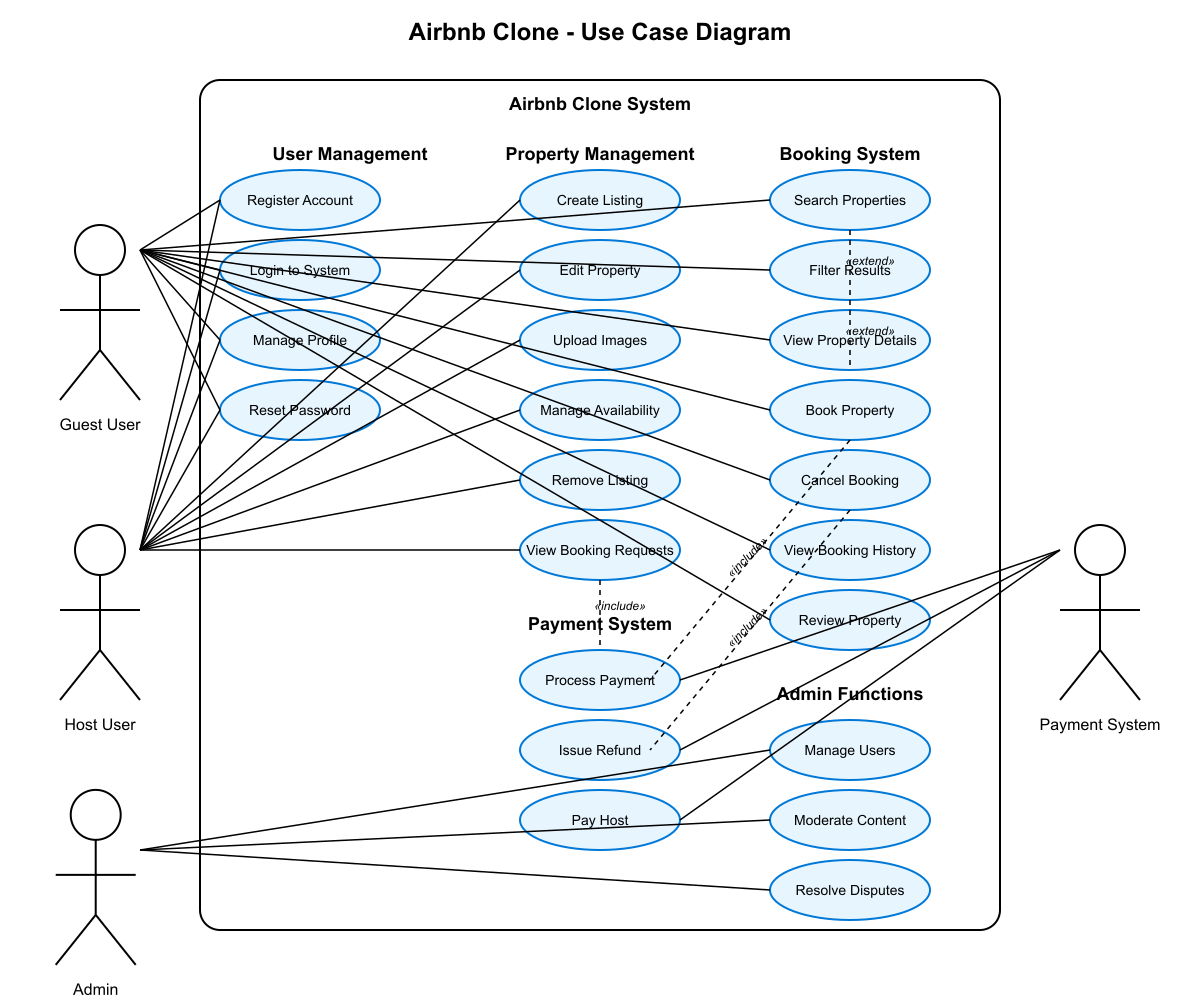 Airbnb Clone - Use Case Diagram
Airbnb Clone System
User Management
Register Account
Login to System
Manage Profile
Reset Password
Property Management
Create Listing
Edit Property
Upload Images
Manage Availability
Remove Listing
View Booking Requests
«include»
Booking System
Search Properties
«extend»
Filter Results
«extend»
View Property Details
Book Property
Cancel Booking
«include»
View Booking History
«include»
Review Property
Payment System
Process Payment
Issue Refund
Pay Host
Admin Functions
Manage Users
Moderate Content
Resolve Disputes
Guest User
Host User
Admin
Payment System